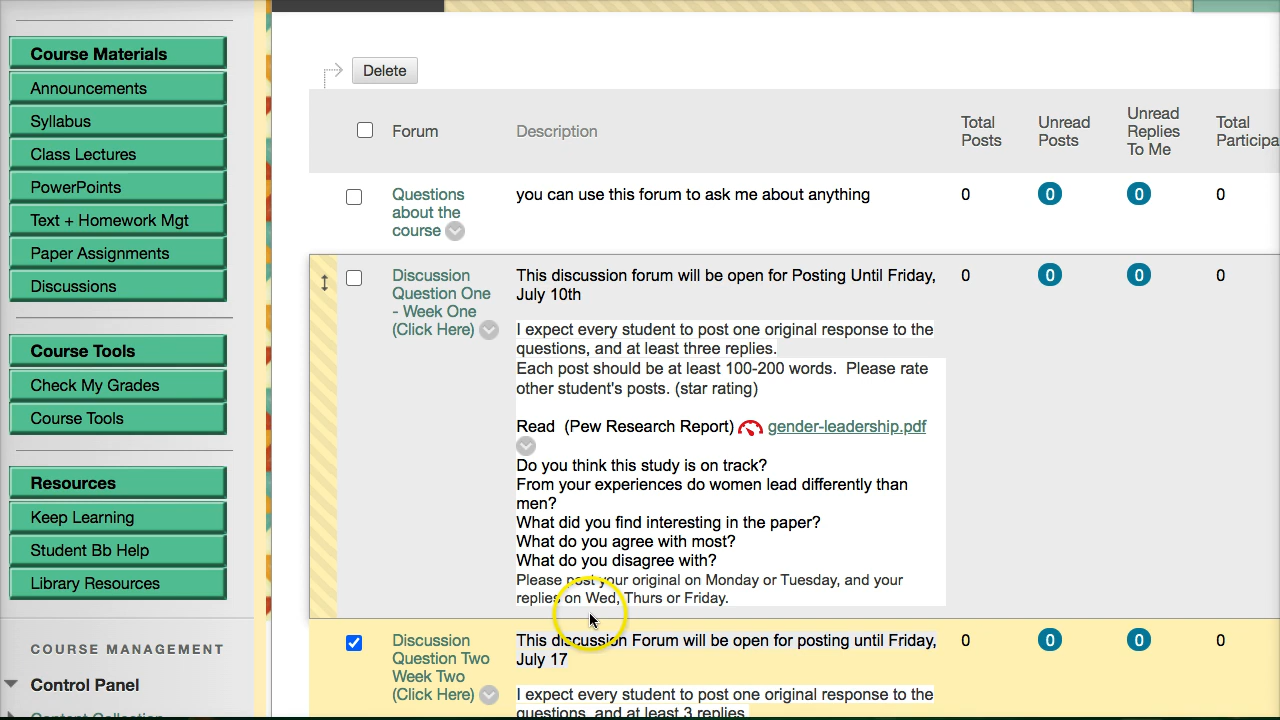 Course Materials
Announcements
Syllabus
Class Lectures
PowerPoints
Text + Homework Mgt
Paper Assignments
Discussions
Course Tools
Check My Grades
Course Tools
Resources
Keep Learning
Student Bb Help
Library Resources
COURSE MANAGEMENT
Control Panel
Content Collection
Delete
Forum
Description
Total
Posts
Unread
Posts
Unread
Replies
To Me
Total
Participa
Questions
about the
course
you can use this forum to ask me about anything
0
0
0
0
Discussion
Question One
- Week One
(Click Here)
This discussion forum will be open for Posting Until Friday,
July 10th
I expect every student to post one original response to the
questions, and at least three replies.
Each post should be at least 100-200 words.  Please rate
other student's posts. (star rating)
Read  (Pew Research Report) gender-leadership.pdf
Do you think this study is on track?
From your experiences do women lead differently than
men?
What did you find interesting in the paper?
What do you agree with most?
What do you disagree with?
Please post your original on Monday or Tuesday, and your
replies on Wed, Thurs or Friday.
0
0
0
0
Discussion
Question Two
Week Two
(Click Here)
This discussion Forum will be open for posting until Friday,
July 17
I expect every student to post one original response to the
questions, and at least 3 replies.
0
0
0
0